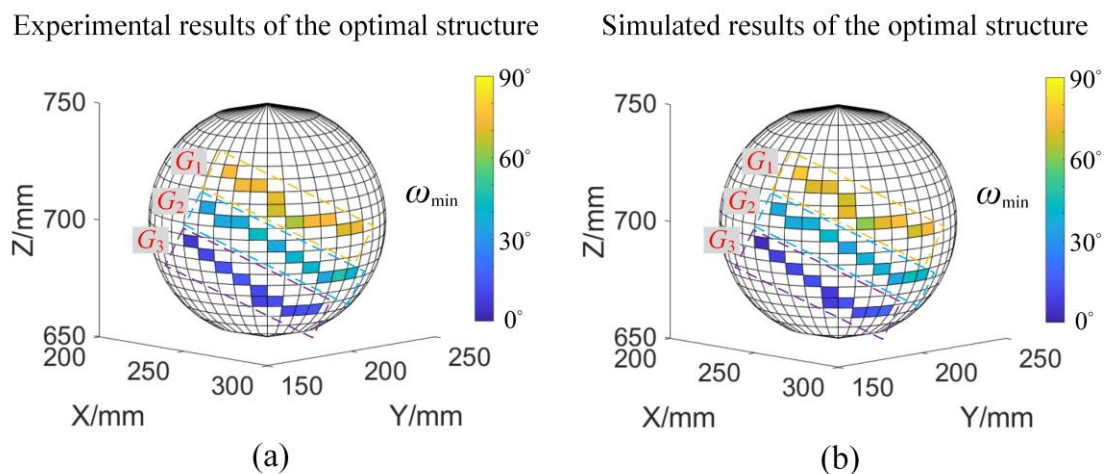 Experimental results of the optimal structure
750
700
650
Z/mm
200
250
300
X/mm
150
200
250
Y/mm
G1
G2
G3
90°
60°
30°
0°
ωmin
(a)
Simulated results of the optimal structure
750
700
650
Z/mm
200
250
300
X/mm
150
200
250
Y/mm
G1
G2
G3
90°
60°
30°
0°
ωmin
(b)